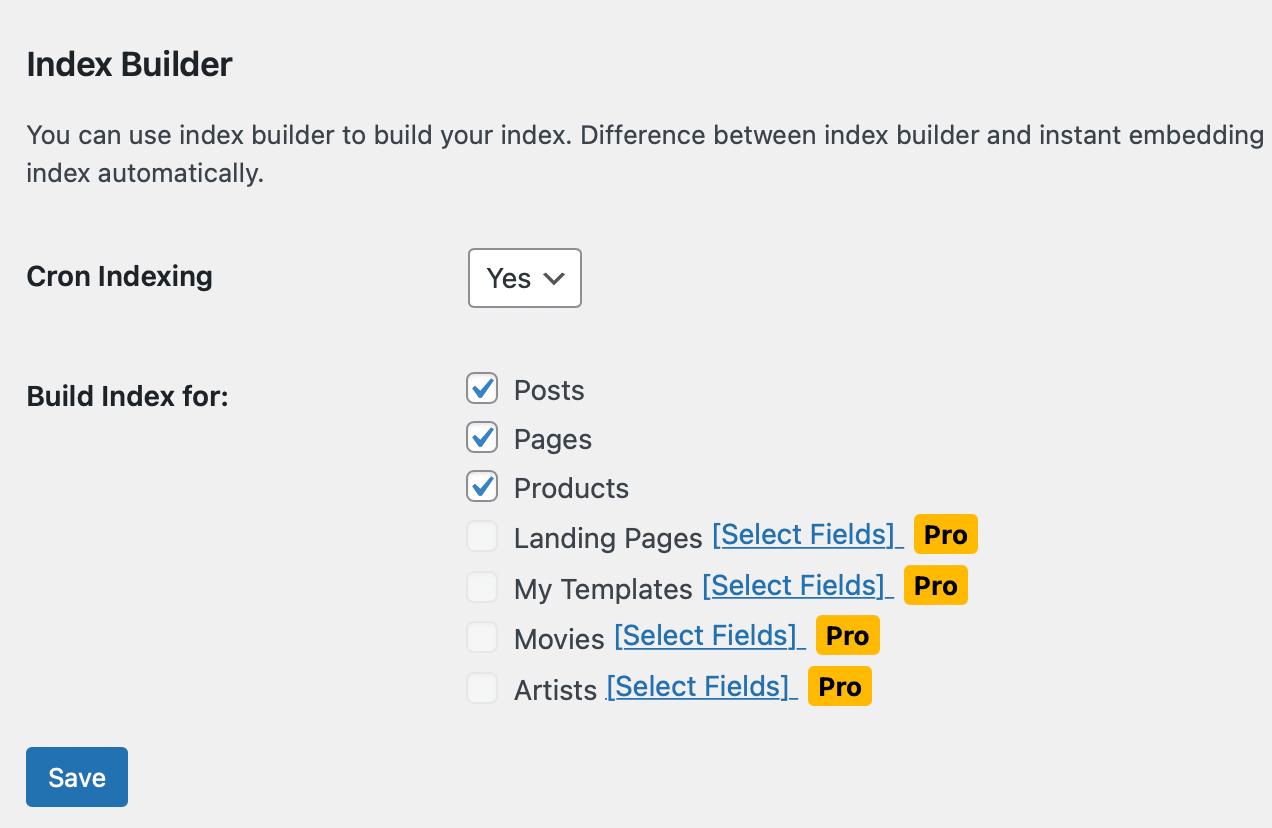 Index Builder
You can use index builder to build your index. Difference between index builder and instant embedding
index automatically.
Cron Indexing
Yes
Build Index for:
Posts
Pages
Products
Landing Pages [Select Fields] Pro
My Templates [Select Fields] Pro
Movies [Select Fields] Pro
Artists [Select Fields] Pro
Save